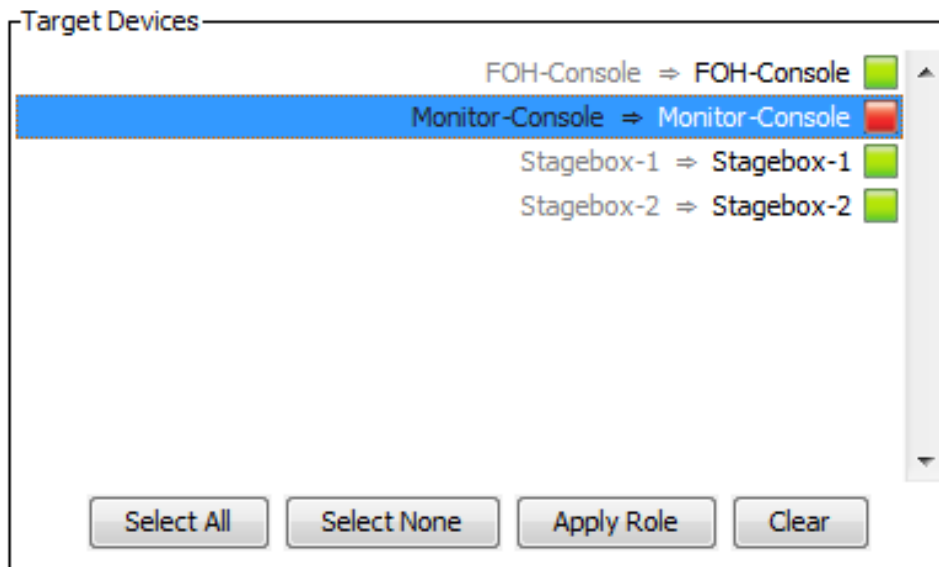 Target Devices
FOH-Console ⇒ FOH-Console
Monitor-Console ⇒ Monitor-Console
Stagebox-1 ⇒ Stagebox-1
Stagebox-2 ⇒ Stagebox-2
Select All Select None Apply Role Clear